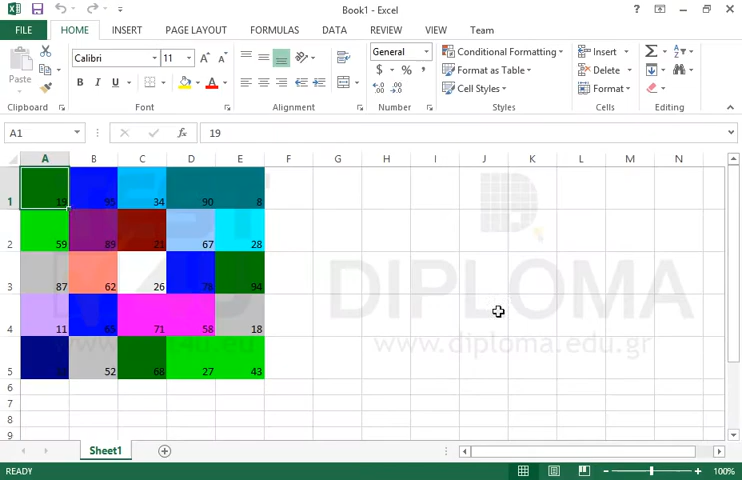 Book1 - Excel
FILE HOME INSERT PAGE LAYOUT FORMULAS DATA REVIEW VIEW Team
Calibri 11 General Conditional Formatting Insert
Paste B I U $ % , Format as Table Delete
Cell Styles Format
Clipboard Font Alignment Number Styles Cells Editing
A1 fx 19
A B C D E F G H I J K L M N
1 19 95 34 90 8
2 59 89 21 67 28
3 87 62 26 78 94
4 11 65 71 58 18
5 52 68 27 43
6
7
8
9
DIPLOMA
www.diploma.edu.gr
Sheet1
READY 100%